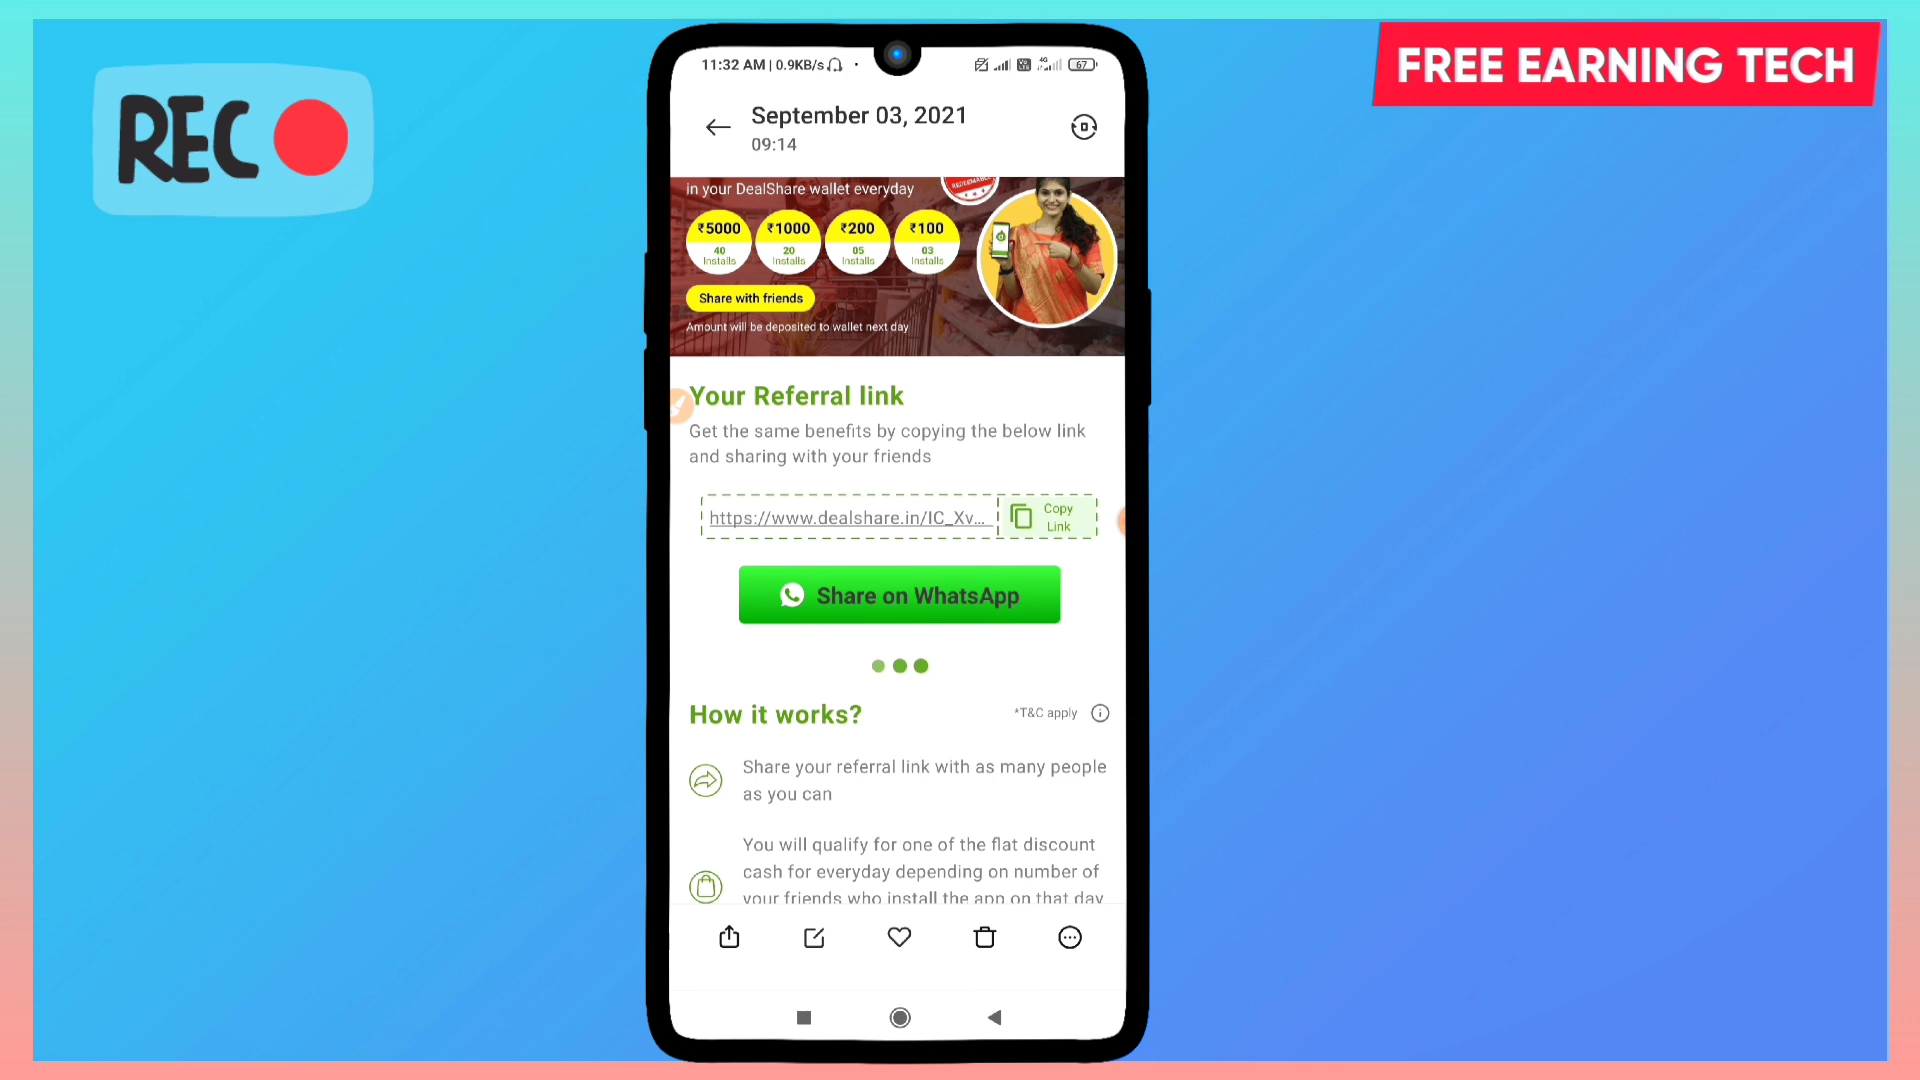 REC
FREE EARNING TECH
11:32 AM | 0.9KB/s
4G
67
September 03, 2021
09:14
in your DealShare wallet everyday
₹5000
40
Installs
₹1000
20
Installs
₹200
05
Installs
₹100
03
Installs
Share with friends
Amount will be deposited to wallet next day
Your Referral link
Get the same benefits by copying the below link
and sharing with your friends
https://www.dealshare.in/IC_Xv...
Copy
Link
Share on WhatsApp
How it works?
*T&C apply
Share your referral link with as many people
as you can
You will qualify for one of the flat discount
cash for everyday depending on number of
your friends who install the app on that day